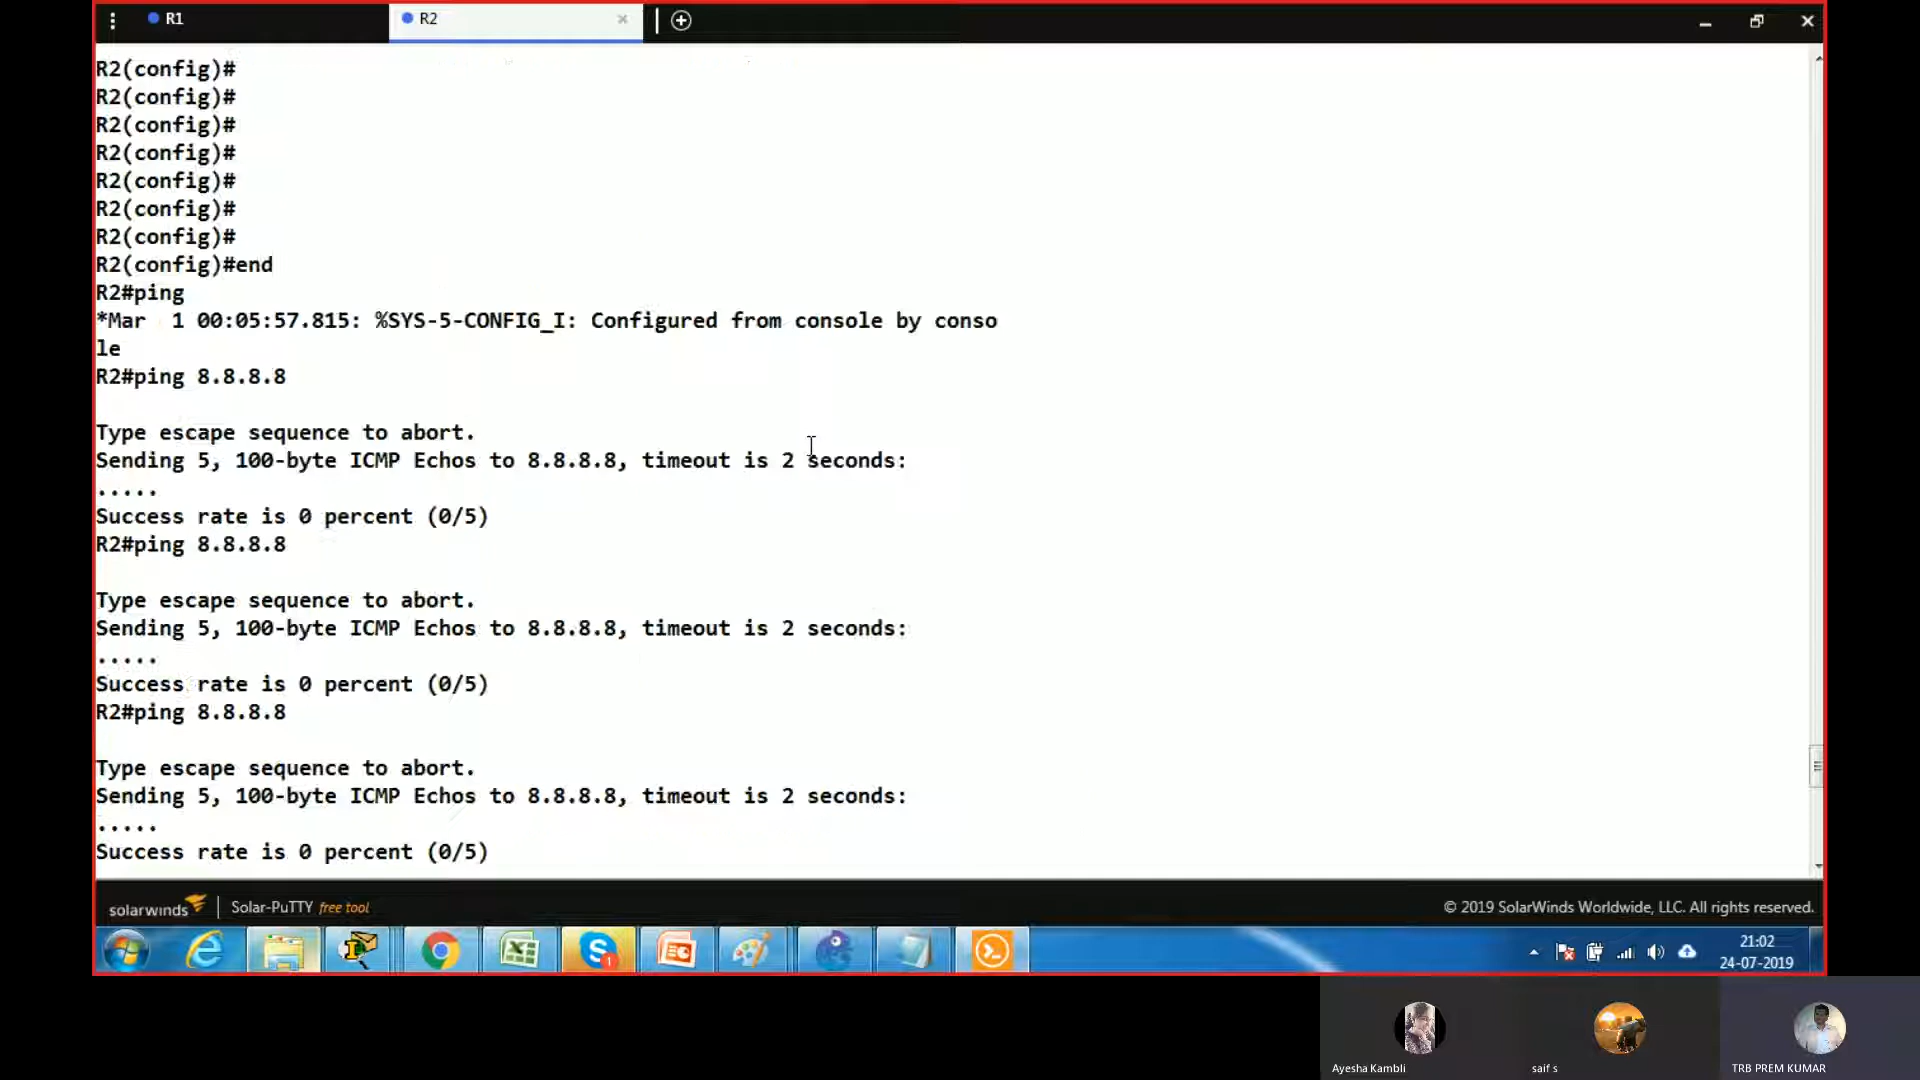 R1
R2
R2(config)#
R2(config)#
R2(config)#
R2(config)#
R2(config)#
R2(config)#
R2(config)#
R2(config)#end
R2#ping
*Mar  1 00:05:57.815: %SYS-5-CONFIG_I: Configured from console by conso
le
R2#ping 8.8.8.8
Type escape sequence to abort.
Sending 5, 100-byte ICMP Echos to 8.8.8.8, timeout is 2 seconds:
.....
Success rate is 0 percent (0/5)
R2#ping 8.8.8.8
Type escape sequence to abort.
Sending 5, 100-byte ICMP Echos to 8.8.8.8, timeout is 2 seconds:
.....
Success rate is 0 percent (0/5)
R2#ping 8.8.8.8
Type escape sequence to abort.
Sending 5, 100-byte ICMP Echos to 8.8.8.8, timeout is 2 seconds:
.....
Success rate is 0 percent (0/5)
solarwinds | Solar-PuTTY free tool
© 2019 SolarWinds Worldwide, LLC. All rights reserved.
21:02
24-07-2019
Ayesha Kambli
saif s
TRB PREM KUMAR